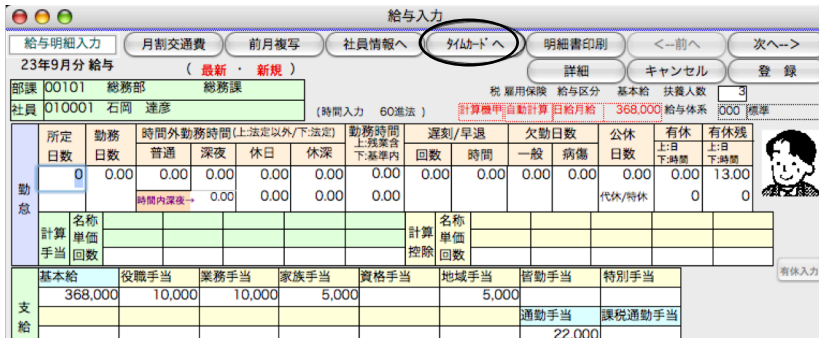 給与入力
給与明細入力 月割交通費 前月複写 社員情報へ ﾀｲﾑｶｰﾄﾞへ 明細書印刷 <--前へ 次へ-->
23年9月分 給与 ( 最新 ・ 新規 ) 詳細 キャンセル 登 録
部課 00101 総務部 総務課 税 雇用保険 給与区分 基本給 扶養人数 3
社員 010001 石岡 達彦 (時間入力 60進法 ) 計算機甲 自動計算 日給月給 368,000 給与体系 000 標準
所定 勤務 時間外勤務時間(上:法定以外/下:法定) 勤務時間 遅刻/早退 欠勤日数 公休 有休 有休残
日数 日数 普通 深夜 休日 休深 上:残業含 下:基準内 回数 時間 一般 病傷 日数 上:日 下:時間 上:日 下:時間
勤怠
0 0.00 0.00 0.00 0.00 0.00 0.00 0.00 0.00 0.00 0.00 0.00 0.00 13.00
時間内深夜→ 0.00 0.00 0.00 0.00 代休/特休 0 0
計算手当 名称 計算控除 名称
単価 単価
回数 回数
有休入力
支給
基本給 役職手当 業務手当 家族手当 資格手当 地域手当 皆勤手当 特別手当
368,000 10,000 10,000 5,000 5,000
通勤手当 課税通勤手当
22,000